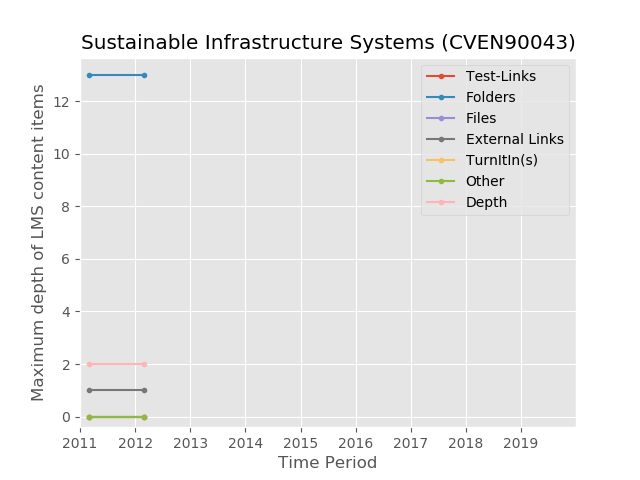 Sustainable Infrastructure Systems (CVEN90043)
Maximum depth of LMS content items
12
10
8
6
4
2
0
Test-Links
Folders
Files
External Links
TurnItIn(s)
Other
Depth
2011 2012 2013 2014 2015 2016 2017 2018 2019
Time Period